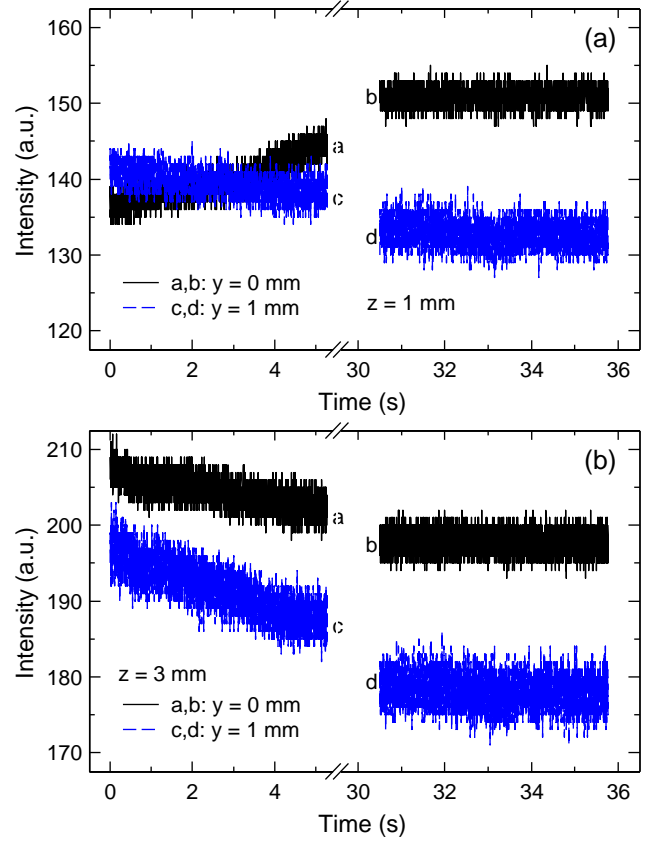 160
(a)
150
b
a
140
c
d
130
a,b: y = 0 mm
c,d: y = 1 mm
z = 1 mm
120
Intensity (a.u.)
0 2 4 30 32 34 36
Time (s)
210
(b)
a
200
b
190
c
z = 3 mm
d
180
a,b: y = 0 mm
c,d: y = 1 mm
170
Intensity (a.u.)
0 2 4 30 32 34 36
Time (s)